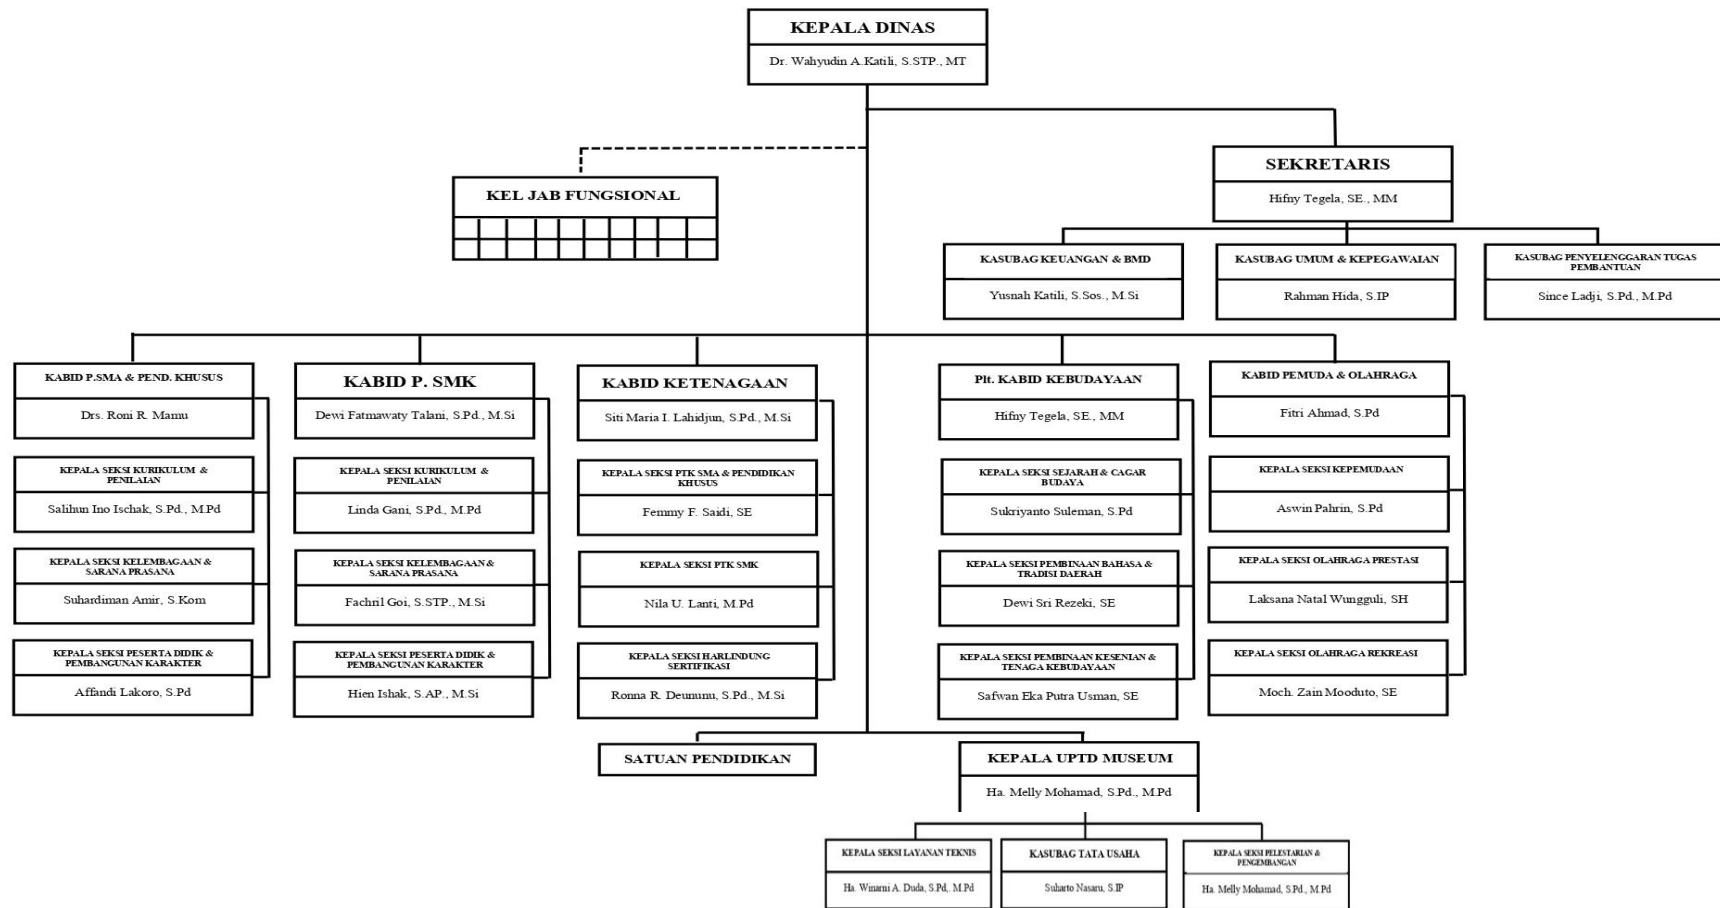 KEPALA DINAS
Dr. Wahyudin A.Katili, S.STP., MT
SEKRETARIS
Hifny Tegela, SE., MM
KEL JAB FUNGSIONAL
KASUBAG KEUANGAN & BMD
Yusnah Katili, S.Sos., M.Si
KASUBAG UMUM & KEPEGAWAIAN
Rahman Hida, S.IP
KASUBAG PENYELENGGARAN TUGAS
PEMBANTUAN
Since Ladji, S.Pd., M.Pd
KABID P.SMA & PEND. KHUSUS
Drs. Roni R. Mamu
KEPALA SEKSI KURIKULUM &
PENILAIAN
Salihun Ino Ischak, S.Pd., M.Pd
KEPALA SEKSI KELEMBAGAAN &
SARANA PRASANA
Suhardiman Amir, S.Kom
KEPALA SEKSI PESERTA DIDIK &
PEMBANGUNAN KARAKTER
Affandi Lakoro, S.Pd
KABID P. SMK
Dewi Fatmawaty Talani, S.Pd., M.Si
KEPALA SEKSI KURIKULUM &
PENILAIAN
Linda Gani, S.Pd., M.Pd
KEPALA SEKSI KELEMBAGAAN &
SARANA PRASANA
Fachril Goi, S.STP., M.Si
KEPALA SEKSI PESERTA DIDIK &
PEMBANGUNAN KARAKTER
Hien Ishak, S.AP., M.Si
KABID KETENAGAAN
Siti Maria I. Lahidjun, S.Pd., M.Si
KEPALA SEKSI PTK SMA & PENDIDIKAN
KHUSUS
Femmy F. Saidi, SE
KEPALA SEKSI PTK SMK
Nila U. Lanti, M.Pd
KEPALA SEKSI HARLINDUNG
SERTIFIKASI
Ronna R. Deununu, S.Pd., M.Si
Plt. KABID KEBUDAYAAN
Hifny Tegela, SE., MM
KEPALA SEKSI SEJARAH & CAGAR
BUDAYA
Sukriyanto Suleman, S.Pd
KEPALA SEKSI PEMBINAAN BAHASA &
TRADISI DAERAH
Dewi Sri Rezeki, SE
KEPALA SEKSI PEMBINAAN KESENIAN &
TENAGA KEBUDAYAAN
Safwan Eka Putra Usman, SE
KABID PEMUDA & OLAHRAGA
Fitri Ahmad, S.Pd
KEPALA SEKSI KEPEMUDAAN
Aswin Pahrin, S.Pd
KEPALA SEKSI OLAHRAGA PRESTASI
Laksana Natal Wungguli, SH
KEPALA SEKSI OLAHRAGA REKREASI
Moch. Zain Mooduto, SE
SATUAN PENDIDIKAN
KEPALA UPTD MUSEUM
Ha. Melly Mohamad, S.Pd., M.Pd
KEPALA SEKSI LAYANAN TEKNIS
Ha. Winarni A. Duda, S.Pd,. M.Pd
KASUBAG TATA USAHA
Suharto Nasaru, S.IP
KEPALA SEKSI PELESTARIAN &
PENGEMBANGAN
Ha. Melly Mohamad, S.Pd., M.Pd